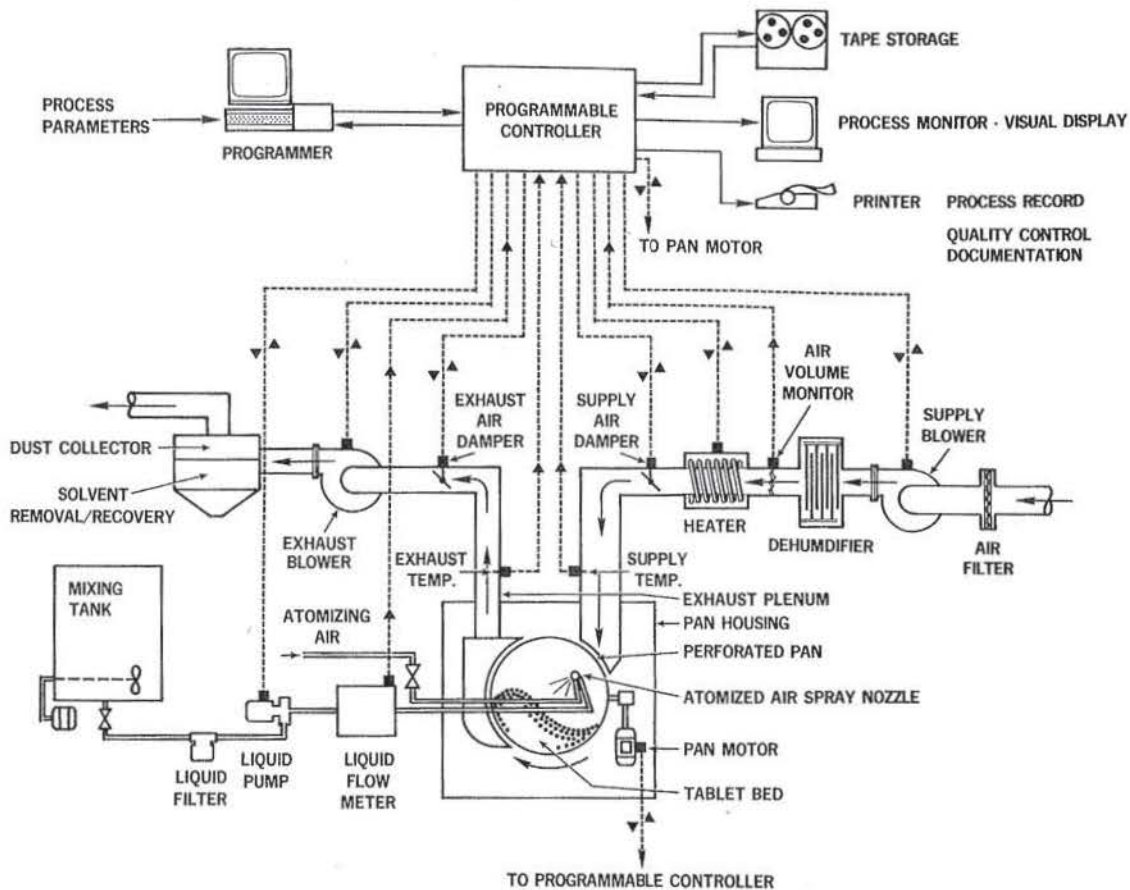 TAPE STORAGE
PROCESS
PARAMETERS
PROGRAMMER
PROGRAMMABLE
CONTROLLER
PROCESS MONITOR - VISUAL DISPLAY
PRINTER
PROCESS RECORD
QUALITY CONTROL
DOCUMENTATION
TO PAN MOTOR
DUST COLLECTOR
SOLVENT
REMOVAL/RECOVERY
EXHAUST
BLOWER
EXHAUST
AIR
DAMPER
SUPPLY
AIR
DAMPER
AIR
VOLUME
MONITOR
SUPPLY
BLOWER
HEATER
DEHUMDIFIER
AIR
FILTER
EXHAUST
TEMP.
SUPPLY
TEMP.
EXHAUST PLENUM
PAN HOUSING
PERFORATED PAN
ATOMIZED AIR SPRAY NOZZLE
PAN MOTOR
TABLET BED
MIXING
TANK
ATOMIZING
AIR
LIQUID
FILTER
LIQUID
PUMP
LIQUID
FLOW
METER
TO PROGRAMMABLE CONTROLLER